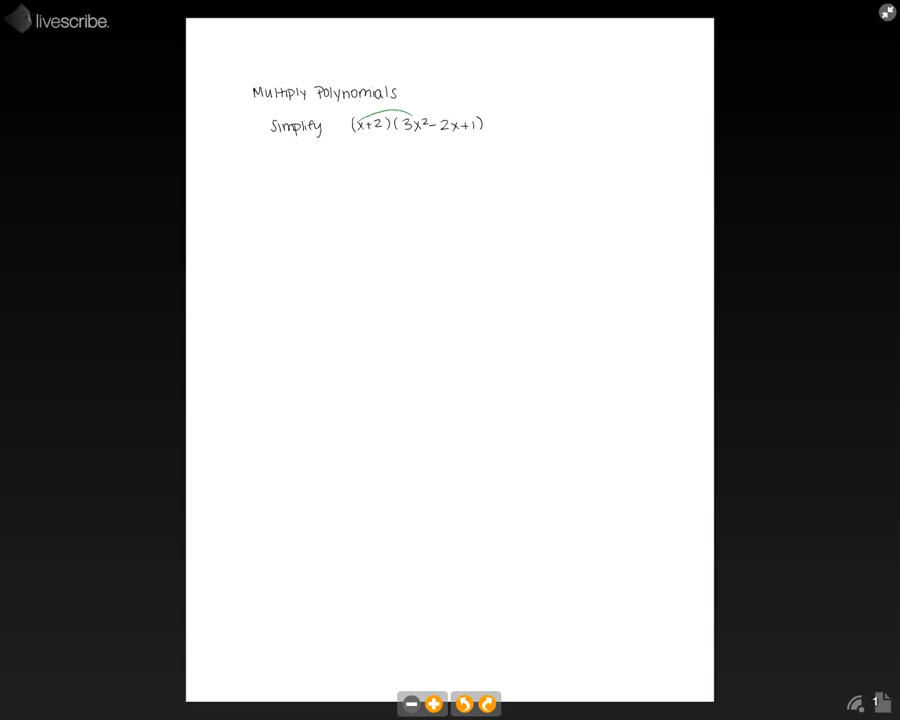 livescribe.
Multiply Polynomials
Simplify (x+2)(3x²-2x+1)
1